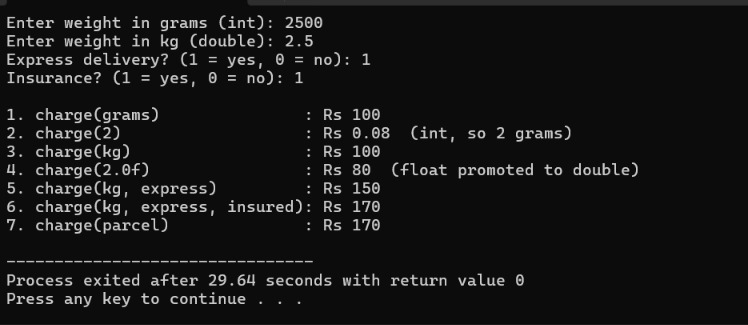 Enter weight in grams (int): 2500
Enter weight in kg (double): 2.5
Express delivery? (1 = yes, 0 = no): 1
Insurance? (1 = yes, 0 = no): 1

1. charge(grams)               : Rs 100
2. charge(2)                   : Rs 0.08  (int, so 2 grams)
3. charge(kg)                  : Rs 100
4. charge(2.0f)                : Rs 80  (float promoted to double)
5. charge(kg, express)         : Rs 150
6. charge(kg, express, insured): Rs 170
7. charge(parcel)              : Rs 170

--------------------------------
Process exited after 29.64 seconds with return value 0
Press any key to continue . . .